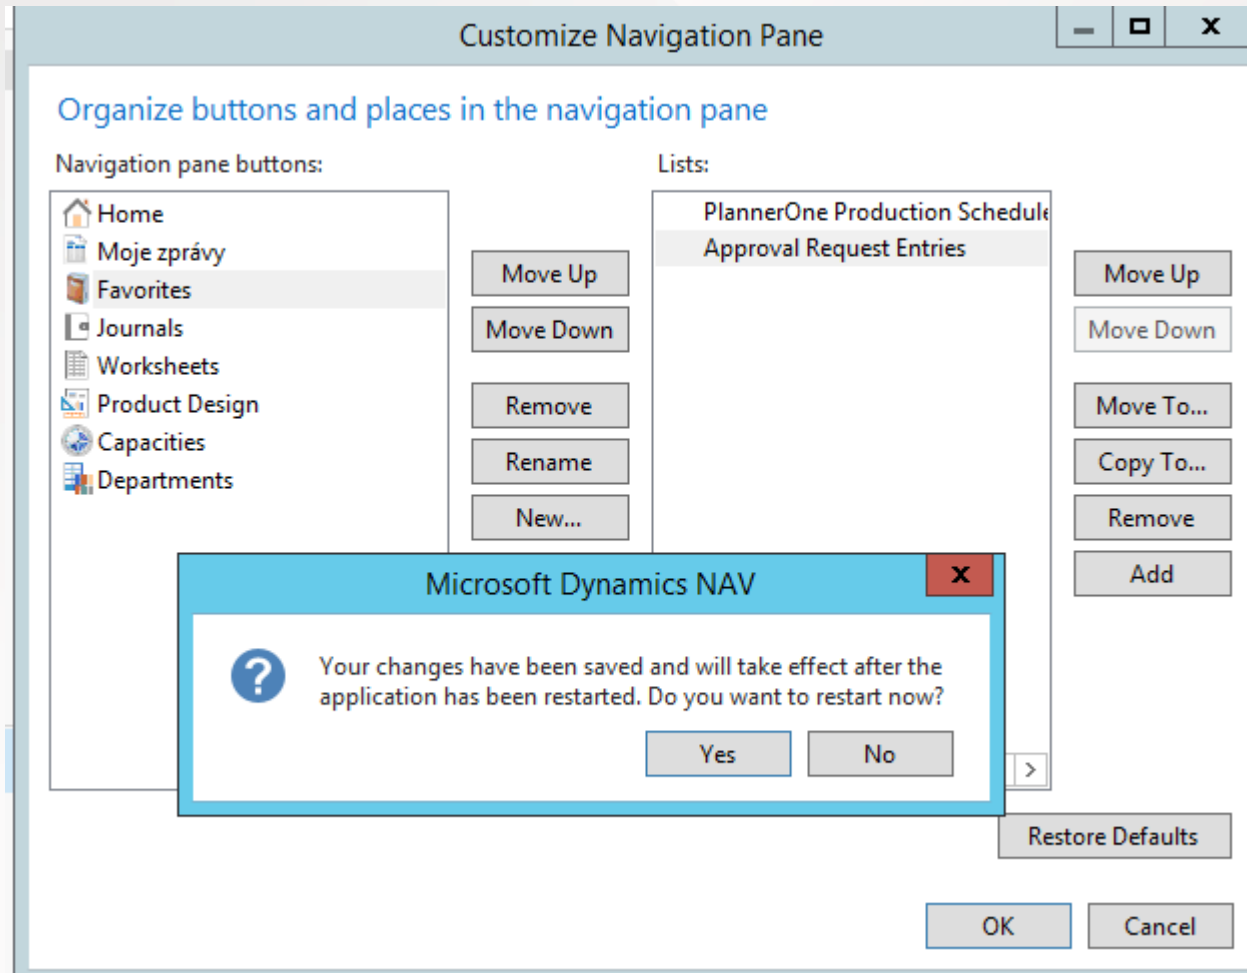 Customize Navigation Pane
Organize buttons and places in the navigation pane
Navigation pane buttons:
Home
Moje zprávy
Favorites
Journals
Worksheets
Product Design
Capacities
Departments
Move Up
Move Down
Remove
Rename
New...
Lists:
PlannerOne Production Schedule
Approval Request Entries
Move Up
Move Down
Move To...
Copy To...
Remove
Add
Microsoft Dynamics NAV
Your changes have been saved and will take effect after the
application has been restarted. Do you want to restart now?
Yes
No
Restore Defaults
OK
Cancel